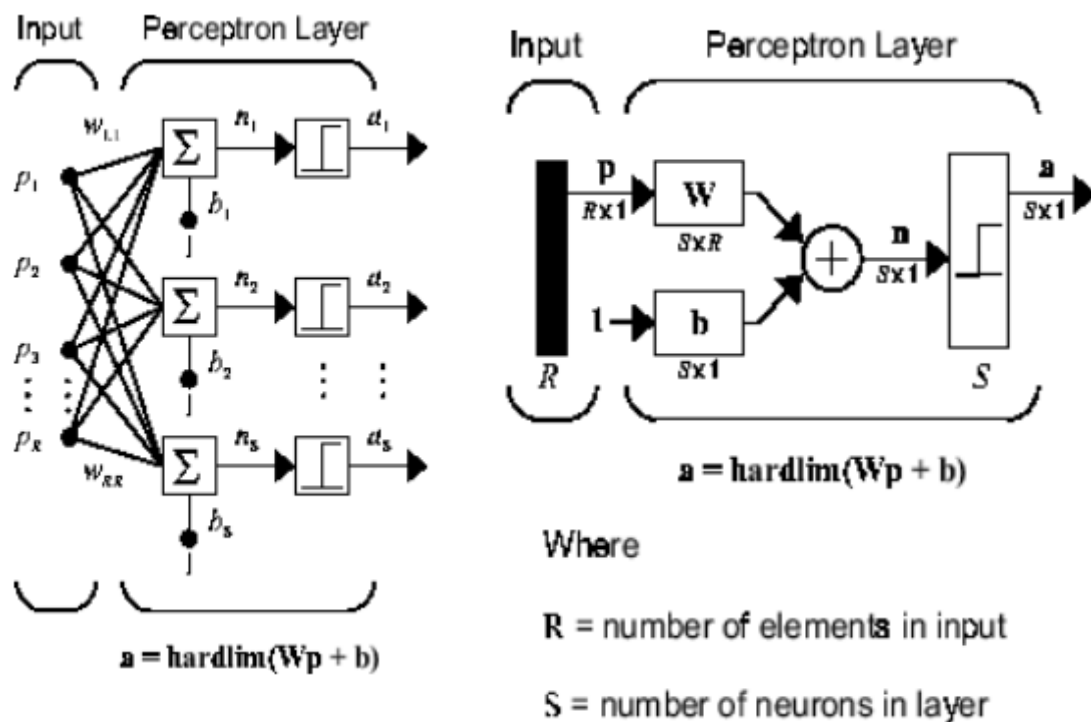 Input Perceptron Layer
w1,1 n1 a1
Σ
p1
b1
1
p2 n2 a2
Σ
p3
b2
1
pR nS aS
Σ
wRR
bS
1
a = hardlim(Wp + b)
Input Perceptron Layer
p a
R x 1 W S x 1
S x R n
+
S x 1
1 b
S x 1
R S
a = hardlim(Wp + b)
Where
R = number of elements in input
S = number of neurons in layer